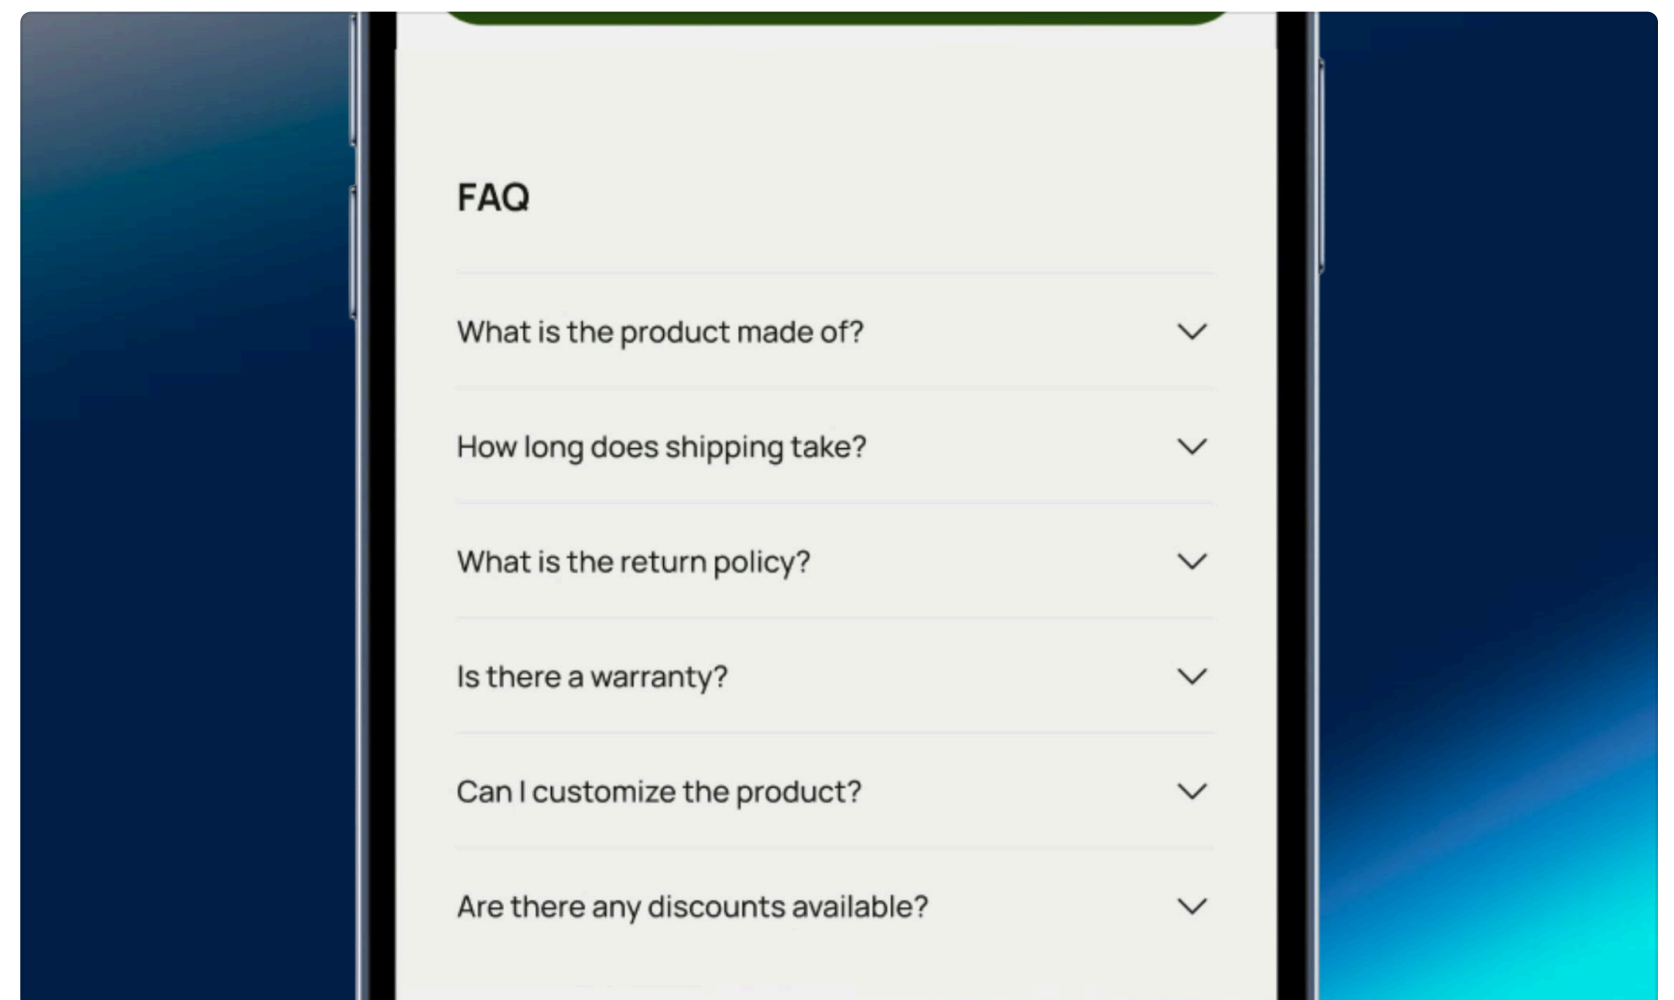 FAQ
What is the product made of?
How long does shipping take?
What is the return policy?
Is there a warranty?
Can I customize the product?
Are there any discounts available?